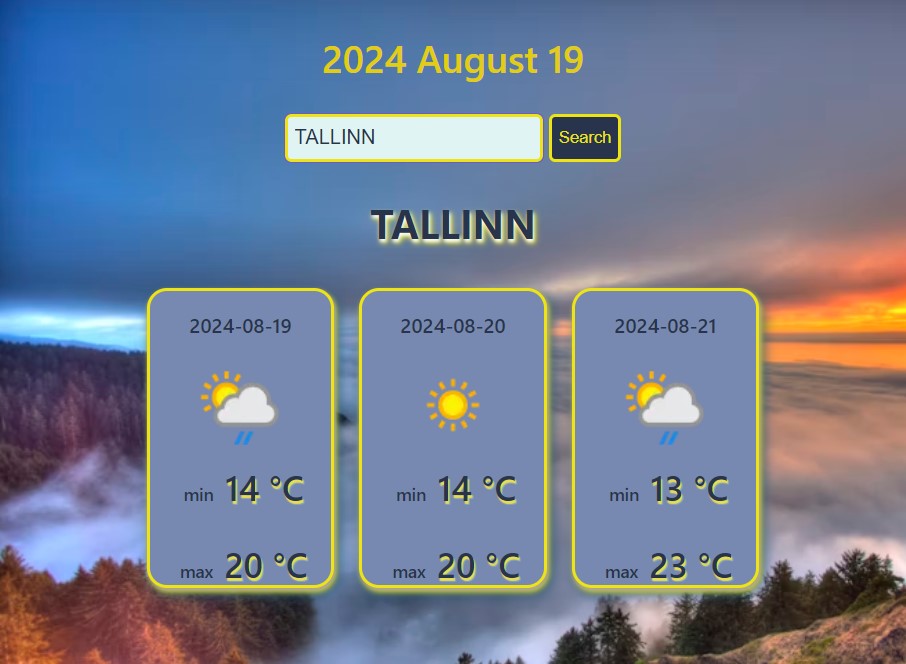 2024 August 19
TALLINN Search
TALLINN
2024-08-19
min 14 °C
max 20 °C
2024-08-20
min 14 °C
max 20 °C
2024-08-21
min 13 °C
max 23 °C